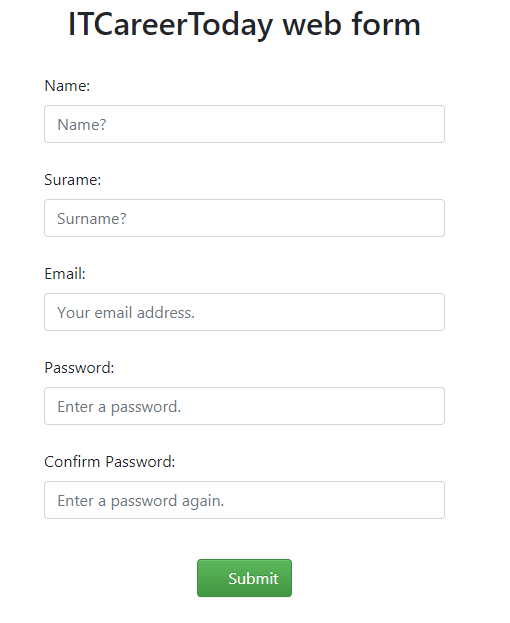 ITCareerToday web form
Name:
Name?
Surame:
Surname?
Email:
Your email address.
Password:
Enter a password.
Confirm Password:
Enter a password again.
Submit